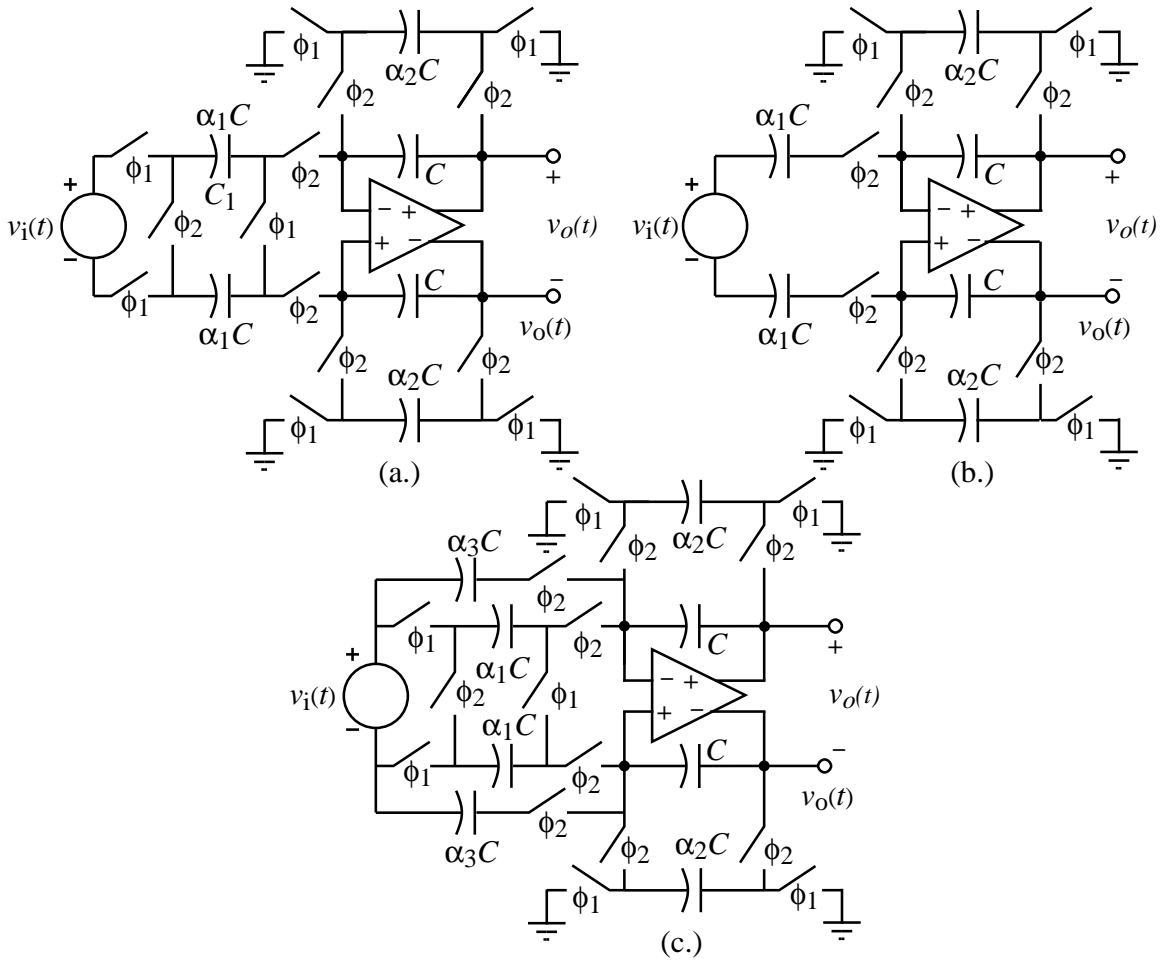 ϕ1 α2C ϕ1
ϕ2 ϕ2
α1C
ϕ1 C1 ϕ2 C
+ +
vi(t) ϕ2 ϕ1 − + vo(t)
− + − −
ϕ1 ϕ2 C
α1C vo(t)
ϕ2 α2C ϕ2
ϕ1 ϕ1
(a.)
ϕ1 α2C ϕ1
ϕ2 ϕ2
α1C
ϕ2 C
+ +
vi(t) − + vo(t)
− + − −
ϕ2 C
α1C vo(t)
ϕ2 α2C ϕ2
ϕ1 ϕ1
(b.)
ϕ1 α2C ϕ1
α3C ϕ2 ϕ2
ϕ2
ϕ1 α1C ϕ2 C
+ +
vi(t) ϕ2 ϕ1 − + vo(t)
− + − −
ϕ1 α1C ϕ2 C
vo(t)
α3C ϕ2
ϕ2 α2C ϕ2
ϕ1 ϕ1
(c.)